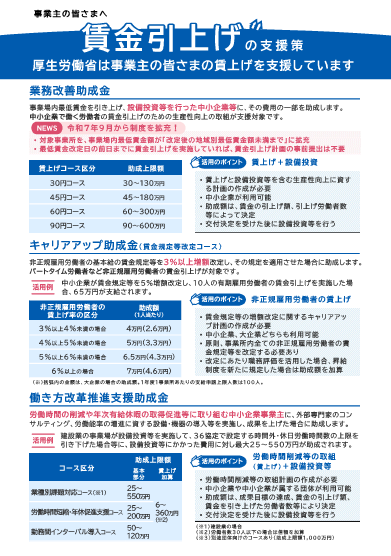 事業主の皆さまへ
賃金引上げの支援策
厚生労働省は事業主の皆さまの賃上げを支援しています
業務改善助成金
事業場内最低賃金を引き上げ、設備投資等を行った中小企業等に、その費用の一部を助成します。
中小企業で働く労働者の賃金引上げのための生産性向上の取組が支援対象です。
NEWS 令和7年9月から制度を拡充！
・対象事業所を、事業場内最低賃金額が「改定後の地域別最低賃金額未満まで」に拡充
・最低賃金改定日の前日までに賃金引上げを実施していれば、賃金引上げ計画の事前提出は不要
賃上げコース区分 助成上限額
30円コース 30～130万円
45円コース 45～180万円
60円コース 60～300万円
90円コース 90～600万円
活用のポイント 賃上げ＋設備投資
・賃上げと設備投資等を含む生産性向上に資する
計画の作成が必要
・中小企業が利用可能
・助成額は、賃金の引上げ額、引上げ労働者数
等によって決定
・交付決定を受けた後に設備投資等を行う
キャリアアップ助成金（賃金規定等改定コース）
非正規雇用労働者の基本給の賃金規定等を3％以上増額改定し、その規定を適用させた場合に助成します。
パートタイム労働者など非正規雇用労働者の賃金引上げが対象です。
活用例 中小企業が賃金規定等を5％増額改定し、10人の有期雇用労働者の賃金引上げを実施した場
合、65万円が支給されます。
非正規雇用労働者の
賃上げ率の区分
助成額
（1人あたり）
3％以上4％未満の場合 4万円（2.6万円）
4％以上5％未満の場合 5万円（3.3万円）
5％以上6％未満の場合 6.5万円（4.3万円）
6％以上の場合 7万円（4.6万円）
活用のポイント 非正規雇用労働者の賃上げ
・賃金規定等の増額改定に関するキャリアアッ
プ計画の作成が必要
・中小企業、大企業どちらも利用可能
・原則、事業所内全ての非正規雇用労働者の賃
金規定等を改定する必要あり
・改定にあたり職務評価を活用した場合、昇給
制度を新たに規定した場合は助成額を加算
（※）括弧内の金額は、大企業の場合の助成額。1年度1事業所あたりの支給申請上限人数は100人。
働き方改革推進支援助成金
労働時間の削減や年次有給休暇の取得促進等に取り組む中小企業事業主に、外部専門家のコン
サルティング、労働能率の増進に資する設備・機器の導入等を実施し、成果を上げた場合に助成します。
活用例 建設業の事業場が設備投資等を実施して、36協定で設定する時間外・休日労働時間数の上限を
引き下げた場合等に、設備投資等にかかった費用に対し最大25～550万円が助成されます。
コース区分 助成上限額
基本
部分
賃上げ
加算
業種別課題対応コース（※1） 25～
550万円
労働時間短縮・年休促進支援コース 25～
200万円
勤務間インターバル導入コース 50～
120万円
6～
360万円
（※2）
活用のポイント 労働時間削減等の取組
（賃上げ）＋設備投資等
・労働時間削減等の取組計画の作成が必要
・中小企業や中小企業が属する団体が利用可能
・助成額は、成果目標の達成、賃金の引上げ額、
賃金を引き上げた労働者数等により決定
・交付決定を受けた後に設備投資等を行う
（※1）建設業の場合
（※2）労働者数30人以下の場合は倍額を加算
（※3）別途団体向けのコースあり（助成上限額1,000万円）